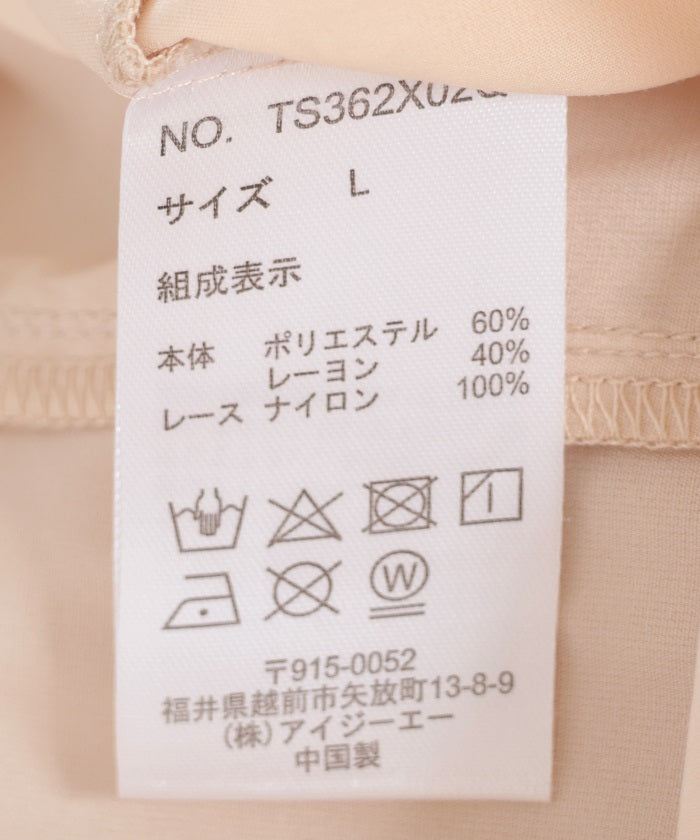 NO. TS362X02
サイズ L
組成表示
本体 ポリエステル 60%
レーヨン 40%
レース ナイロン 100%
W
〒915-0052
福井県越前市矢放町13-8-9
(株)アイジーエー
中国製